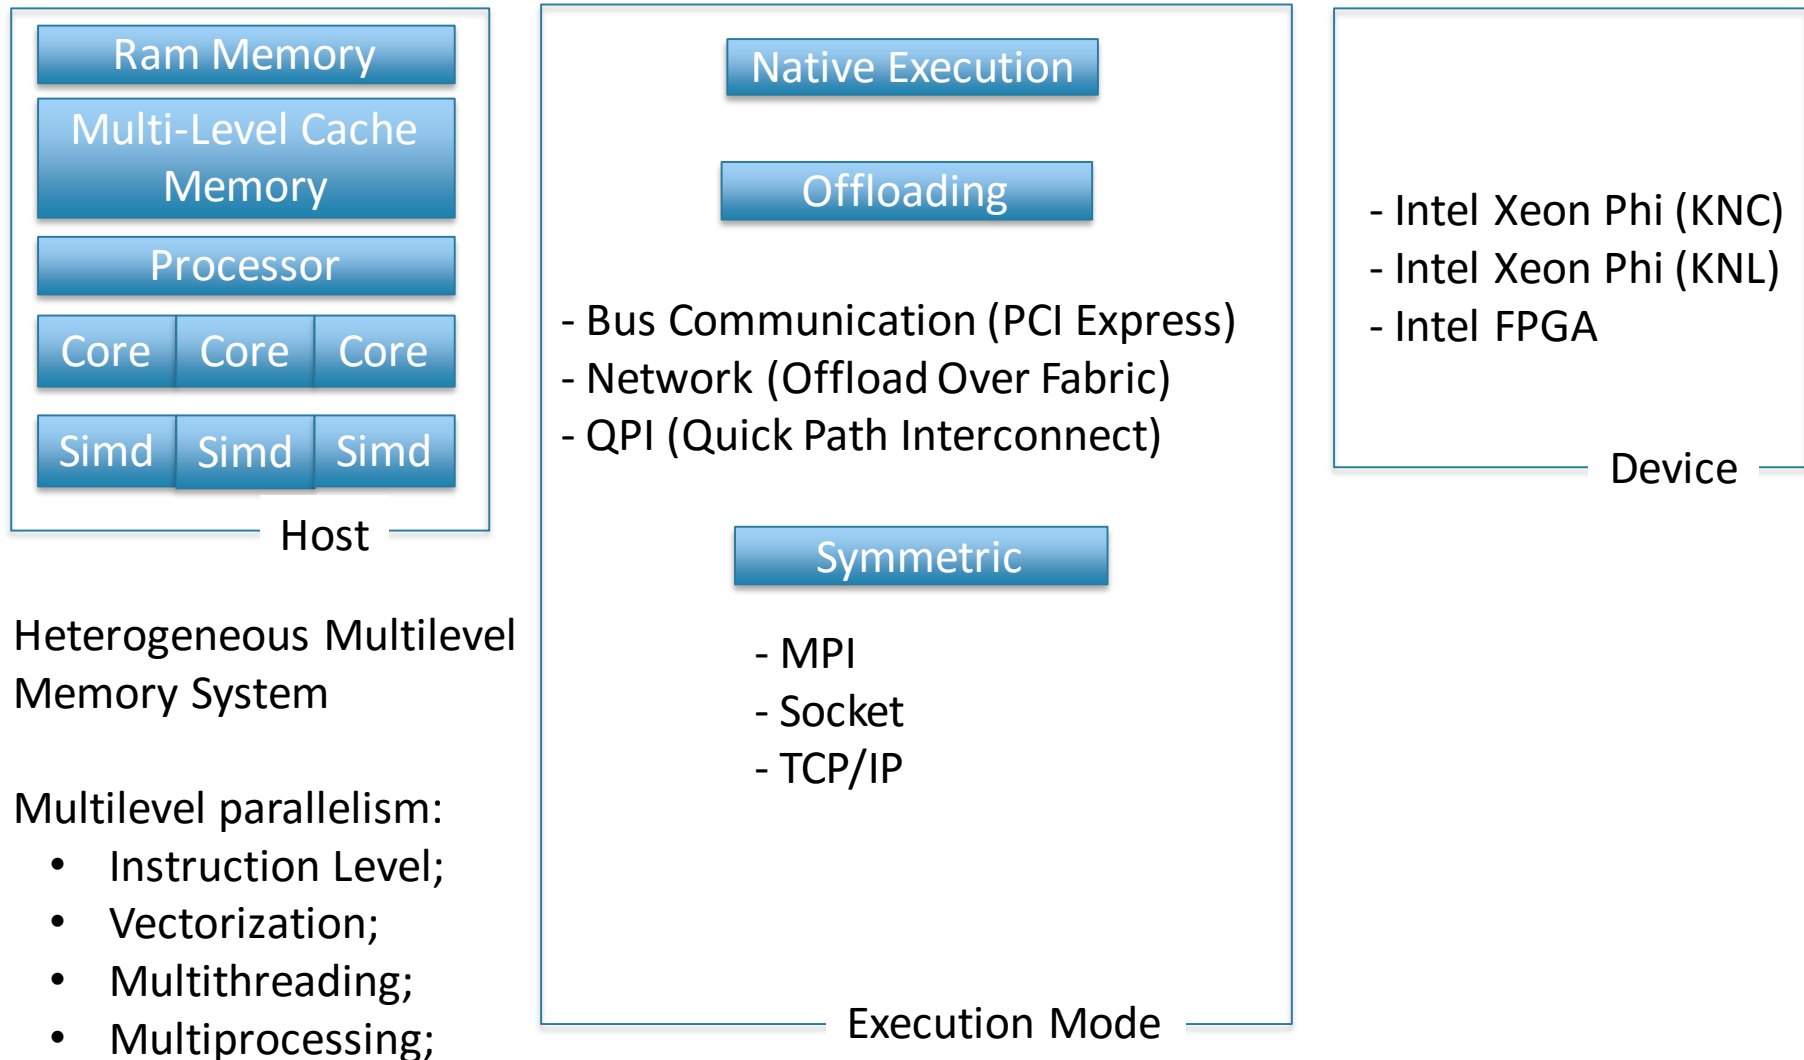 Ram Memory
Multi-Level Cache
Memory
Processor
Core Core Core
Simd Simd Simd
Host
Heterogeneous Multilevel
Memory System
Multilevel parallelism:
• Instruction Level;
• Vectorization;
• Multithreading;
• Multiprocessing;
Native Execution
Offloading
- Bus Communication (PCI Express)
- Network (Offload Over Fabric)
- QPI (Quick Path Interconnect)
Symmetric
- MPI
- Socket
- TCP/IP
Execution Mode
- Intel Xeon Phi (KNC)
- Intel Xeon Phi (KNL)
- Intel FPGA
Device